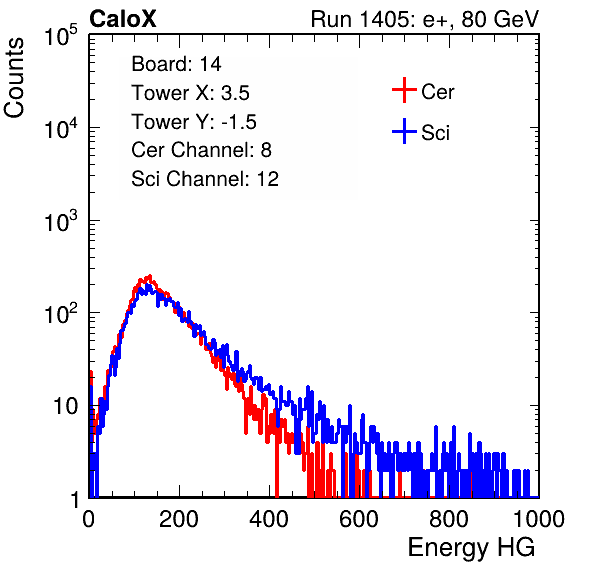 CaloX Run 1405: e+, 80 GeV
Counts
10^5
10^4
10^3
10^2
10
1
Board: 14
Tower X: 3.5
Tower Y: -1.5
Cer Channel: 8
Sci Channel: 12
Cer
Sci
0 200 400 600 800 1000
Energy HG